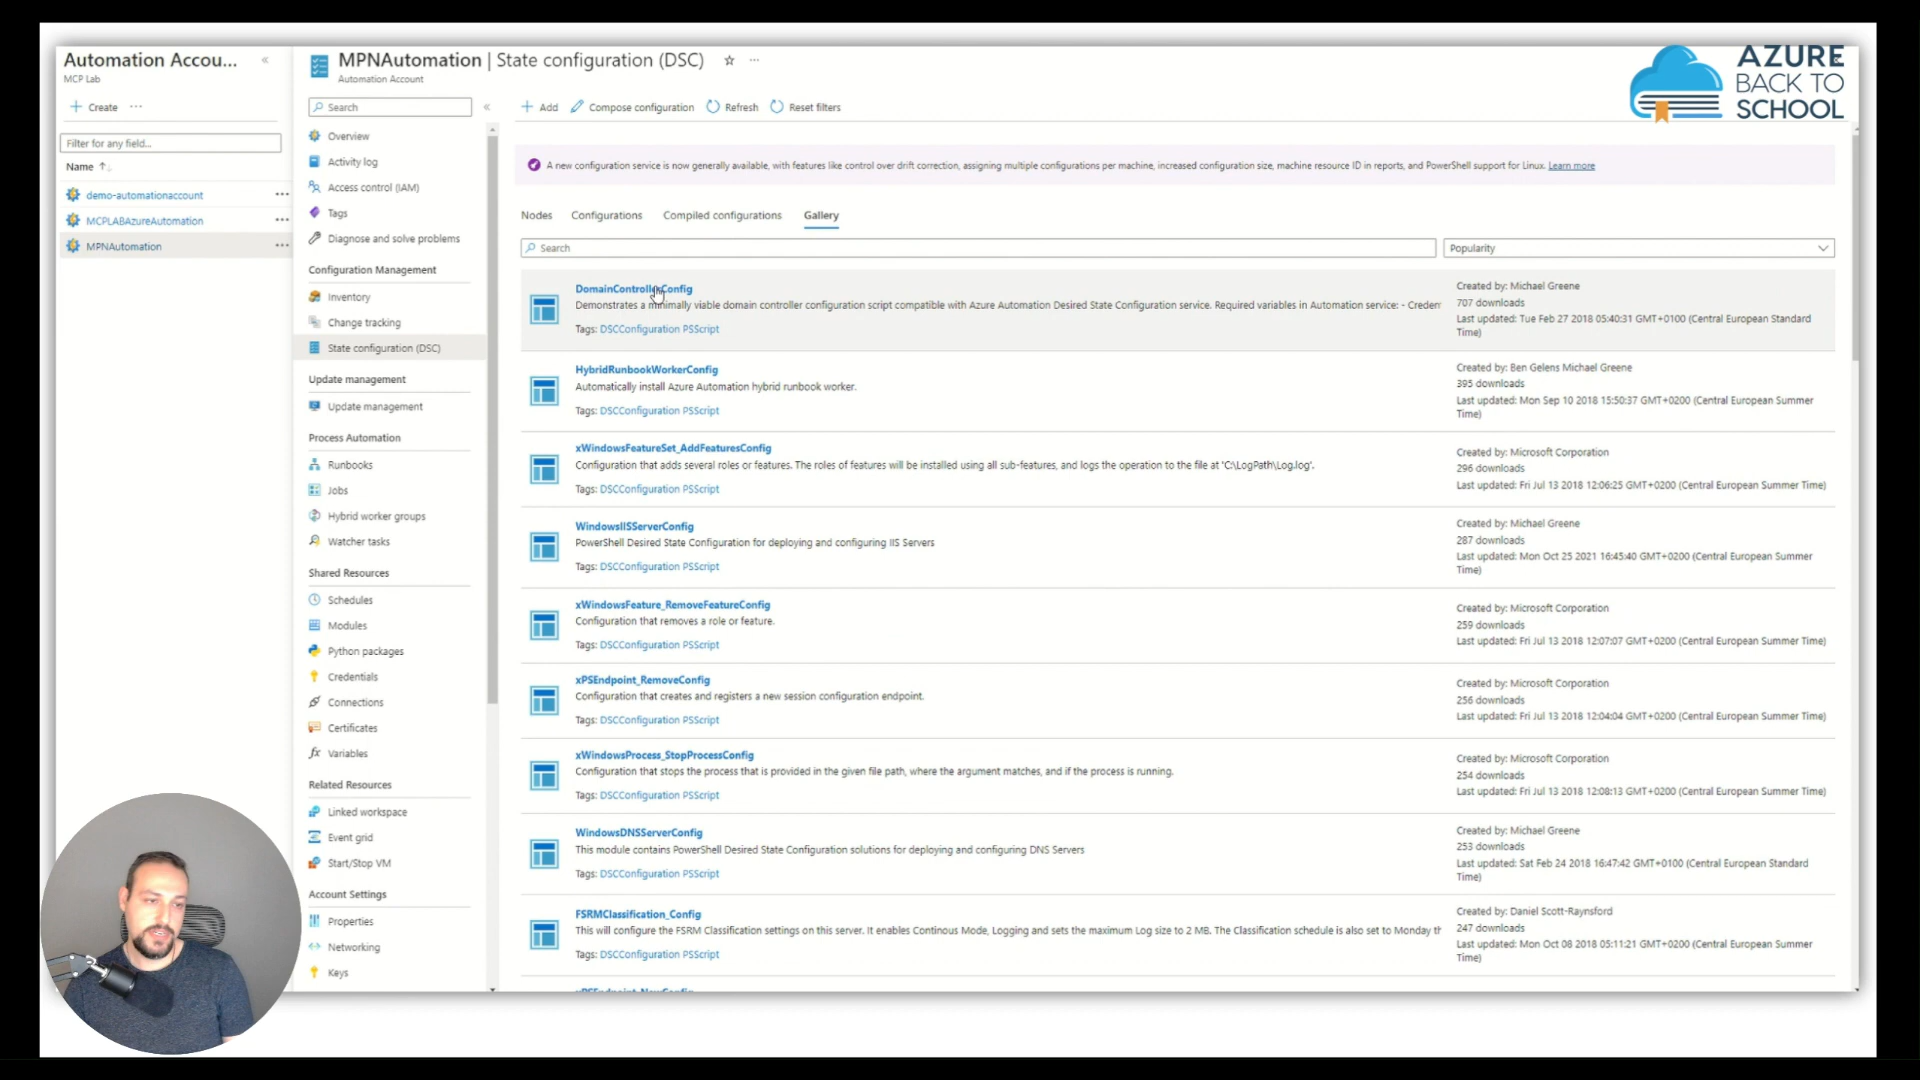 Automation Accou...
MCP Lab
Create
Filter for any field...
Name
demo-automationaccount
MCPLABAzureAutomation
MPNAutomation
MPNAutomation | State configuration (DSC)
Automation Account
Search
Overview
Activity log
Access control (IAM)
Tags
Diagnose and solve problems
Configuration Management
Inventory
Change tracking
State configuration (DSC)
Update management
Update management
Process Automation
Runbooks
Jobs
Hybrid worker groups
Watcher tasks
Shared Resources
Schedules
Modules
Python packages
Credentials
Connections
Certificates
Variables
Related Resources
Linked workspace
Event grid
Start/Stop VM
Account Settings
Properties
Networking
Keys
Add Compose configuration Refresh Reset filters
AZURE
BACK TO
SCHOOL
A new configuration service is now generally available, with features like control over drift correction, assigning multiple configurations per machine, increased configuration size, machine resource ID in reports, and PowerShell support for Linux. Learn more
Nodes Configurations Compiled configurations Gallery
Search
Popularity
DomainControllerConfig
Demonstrates a minimally viable domain controller configuration script compatible with Azure Automation Desired State Configuration service. Required variables in Automation service: - Creden
Tags: DSCConfiguration PSScript
Created by: Michael Greene
707 downloads
Last updated: Tue Feb 27 2018 05:40:31 GMT+0100 (Central European Standard
Time)
HybridRunbookWorkerConfig
Automatically install Azure Automation hybrid runbook worker.
Tags: DSCConfiguration PSScript
Created by: Ben Gelens Michael Greene
395 downloads
Last updated: Mon Sep 10 2018 15:50:37 GMT+0200 (Central European Summer
Time)
xWindowsFeatureSet_AddFeaturesConfig
Configuration that adds several roles or features. The roles of features will be installed using all sub-features, and logs the operation to the file at 'C:\LogPath\Log.log'.
Tags: DSCConfiguration PSScript
Created by: Microsoft Corporation
296 downloads
Last updated: Fri Jul 13 2018 12:06:25 GMT+0200 (Central European Summer Time)
WindowsIISServerConfig
PowerShell Desired State Configuration for deploying and configuring IIS Servers
Tags: DSCConfiguration PSScript
Created by: Michael Greene
287 downloads
Last updated: Mon Oct 25 2021 16:45:40 GMT+0200 (Central European Summer
Time)
xWindowsFeature_RemoveFeatureConfig
Configuration that removes a role or feature.
Tags: DSCConfiguration PSScript
Created by: Microsoft Corporation
259 downloads
Last updated: Fri Jul 13 2018 12:07:07 GMT+0200 (Central European Summer Time)
xPSEndpoint_RemoveConfig
Configuration that creates and registers a new session configuration endpoint.
Tags: DSCConfiguration PSScript
Created by: Microsoft Corporation
256 downloads
Last updated: Fri Jul 13 2018 12:04:04 GMT+0200 (Central European Summer Time)
xWindowsProcess_StopProcessConfig
Configuration that stops the process that is provided in the given file path, where the argument matches, and if the process is running.
Tags: DSCConfiguration PSScript
Created by: Microsoft Corporation
254 downloads
Last updated: Fri Jul 13 2018 12:08:13 GMT+0200 (Central European Summer Time)
WindowsDNSServerConfig
This module contains PowerShell Desired State Configuration solutions for deploying and configuring DNS Servers
Tags: DSCConfiguration PSScript
Created by: Michael Greene
253 downloads
Last updated: Sat Feb 24 2018 16:47:42 GMT+0100 (Central European Standard
Time)
FSRMClassification_Config
This will configure the FSRM Classification settings on this server. It enables Continous Mode, Logging and sets the maximum Log size to 2 MB. The Classification schedule is also set to Monday th
Tags: DSCConfiguration PSScript
Created by: Daniel Scott-Raynsford
247 downloads
Last updated: Mon Oct 08 2018 05:11:21 GMT+0200 (Central European Summer
Time)